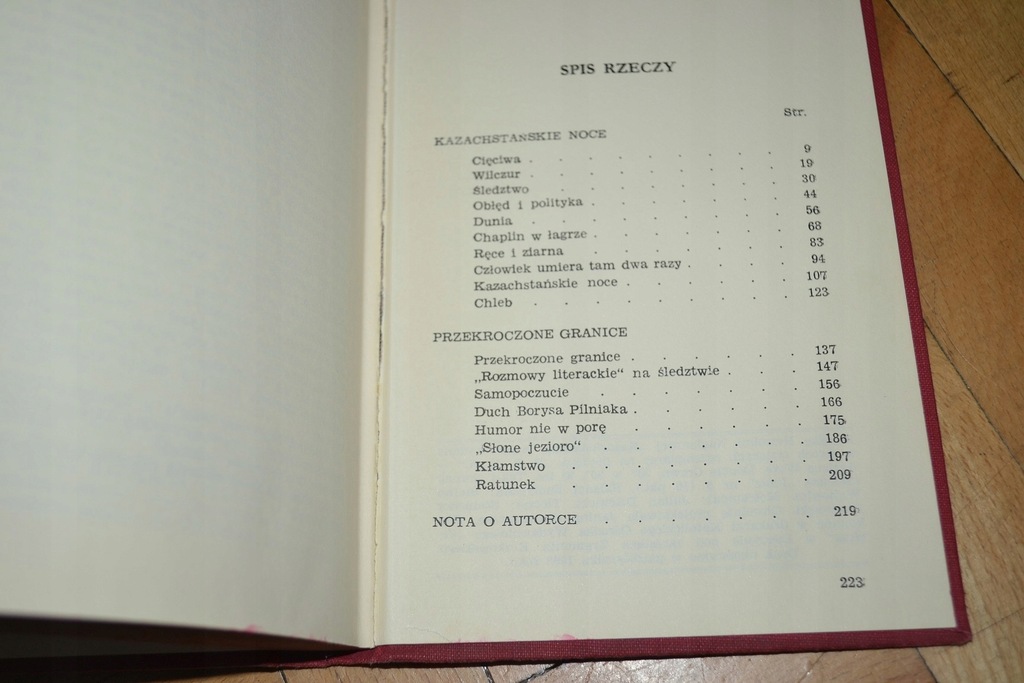 SPIS RZECZY
Str.
KAZACHSTAŃSKIE NOCE
Cięciwa . . . . . . . . 9
Wilczur . . . . . . . . 19
Śledztwo . . . . . . . 30
Obłęd i polityka . . . . . . 44
Dunia . . . . . . . . 56
Chaplin w łagrze . . . . . . 68
Ręce i ziarna . . . . . . 83
Człowiek umiera tam dwa razy . . . . 94
Kazachstańskie noce . . . . . . 107
Chleb . . . . . . . . 123
PRZEKROCZONE GRANICE
Przekroczone granice . . . . . . 137
„Rozmowy literackie“ na śledztwie . . . 147
Samopoczucie . . . . . . . 156
Duch Borysa Pilniaka . . . . . . 166
Humor nie w porę . . . . . . 175
„Słone jezioro“ . . . . . . . 186
Kłamstwo . . . . . . . . 197
Ratunek . . . . . . . . 209
NOTA O AUTORCE . . . . . . . 219
223